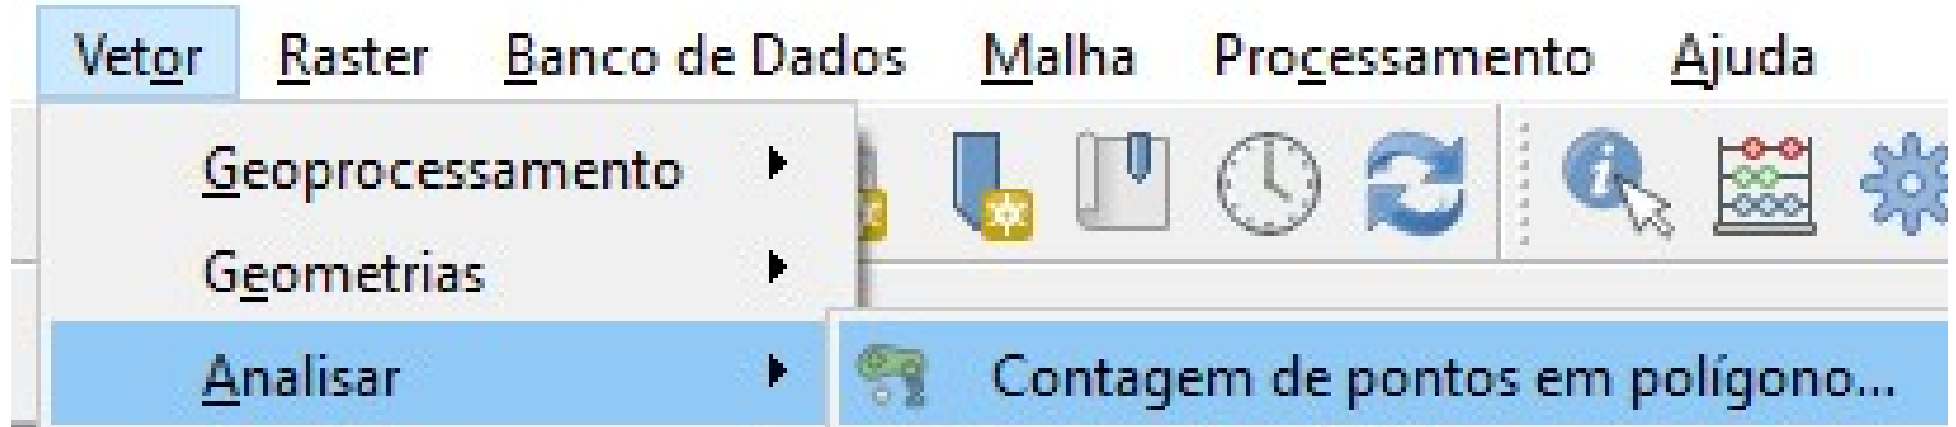 Vetor Raster Banco de Dados Malha Processamento Ajuda
Geoprocessamento
Geometrias
Analisar Contagem de pontos em polígono...